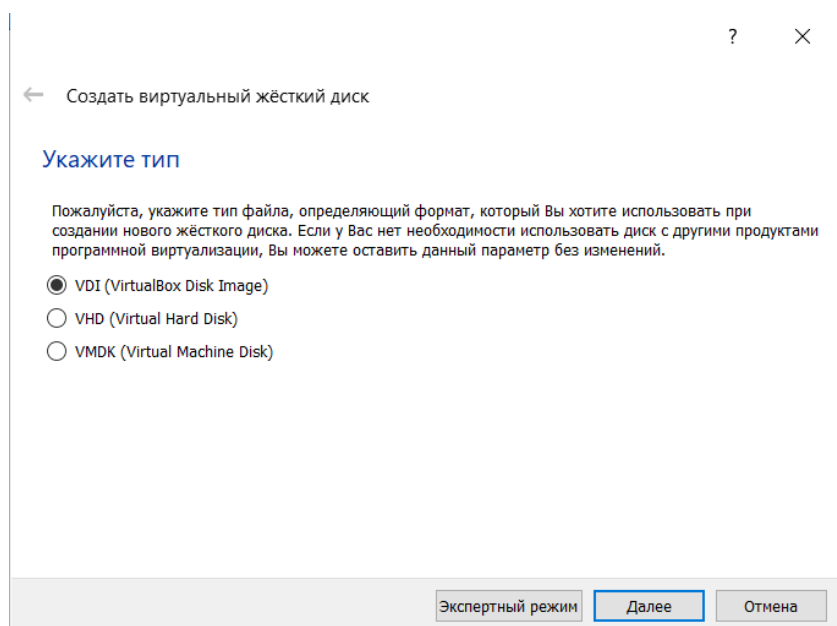 ?
Создать виртуальный жёсткий диск
Укажите тип
Пожалуйста, укажите тип файла, определяющий формат, который Вы хотите использовать при
создании нового жёсткого диска. Если у Вас нет необходимости использовать диск с другими продуктами
программной виртуализации, Вы можете оставить данный параметр без изменений.
VDI (VirtualBox Disk Image)
VHD (Virtual Hard Disk)
VMDK (Virtual Machine Disk)
Экспертный режим Далее Отмена